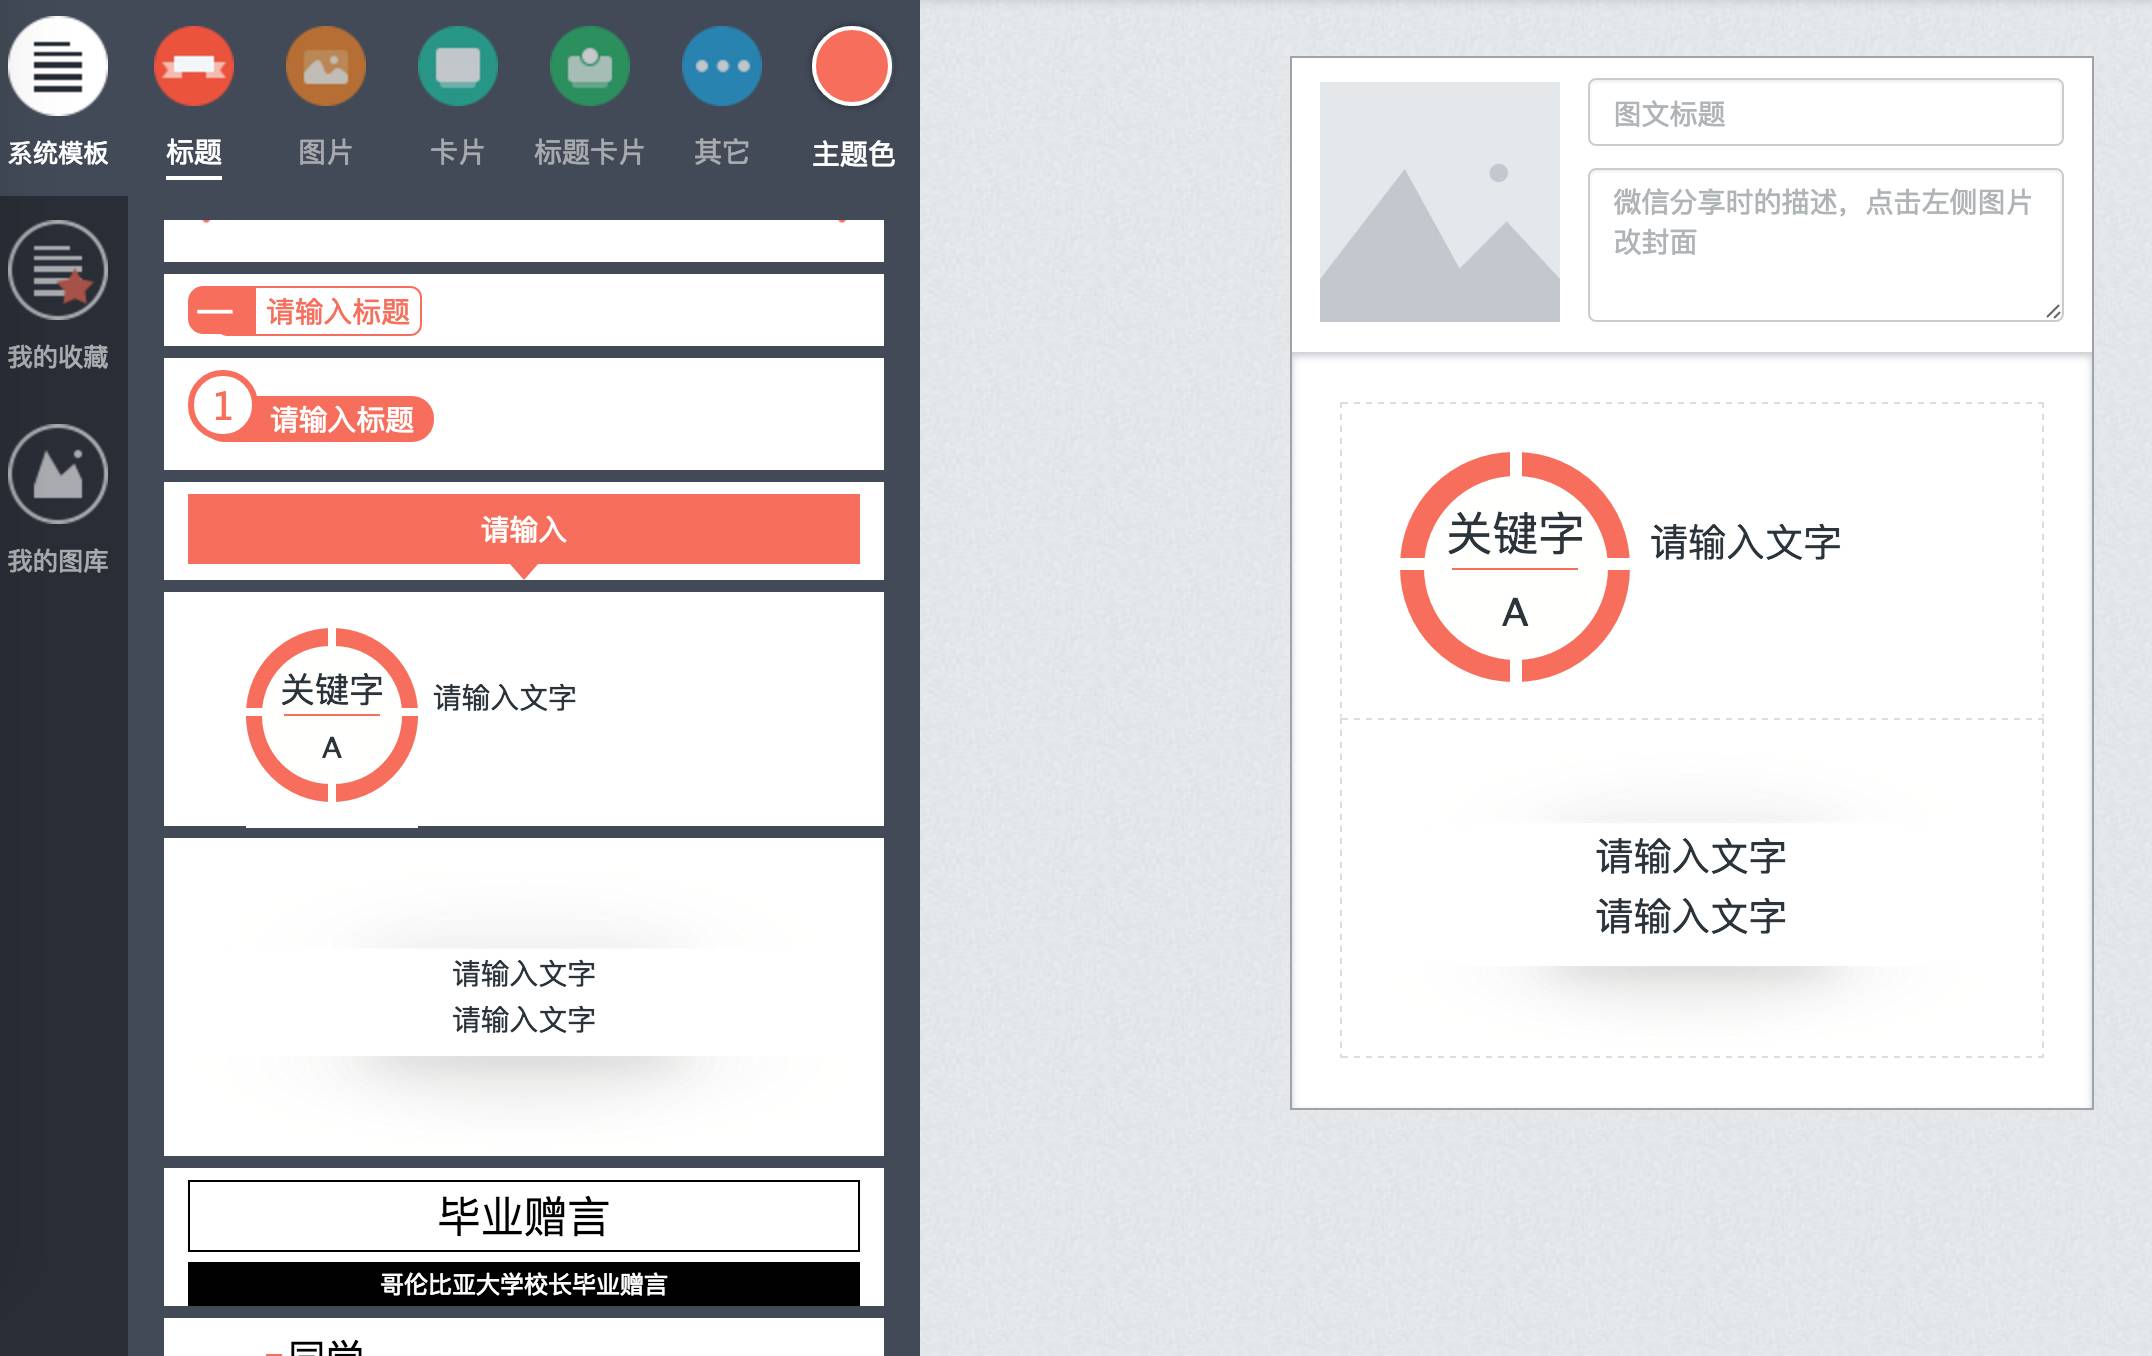 系统模板
我的收藏
我的图库
标题
图片
卡片
标题卡片
其它
主题色
一 请输入标题
1 请输入标题
请输入
关键字
A
请输入文字
请输入文字
请输入文字
毕业赠言
哥伦比亚大学校长毕业赠言
同学
图文标题
微信分享时的描述，点击左侧图片
改封面
关键字
A
请输入文字
请输入文字
请输入文字